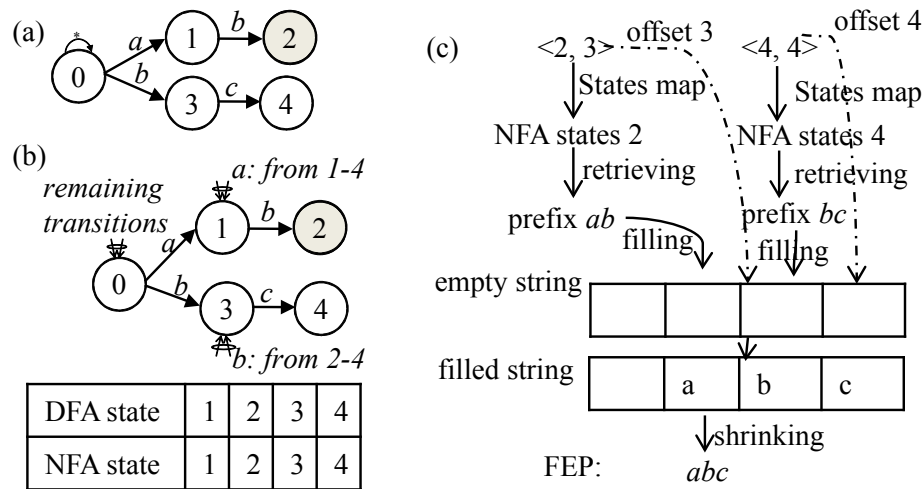 (a)
*
0
a
1
b
2
b
3
c
4
(b)
remaining
transitions
a: from 1-4
0
a
1
b
2
b
3
c
4
b: from 2-4
DFA state 1 2 3 4
NFA state 1 2 3 4
(c)
<2, 3> offset 3 <4, 4> offset 4
States map States map
NFA states 2 NFA states 4
retrieving retrieving
prefix ab prefix bc
filling filling
empty string
filled string a b c
shrinking
FEP: abc